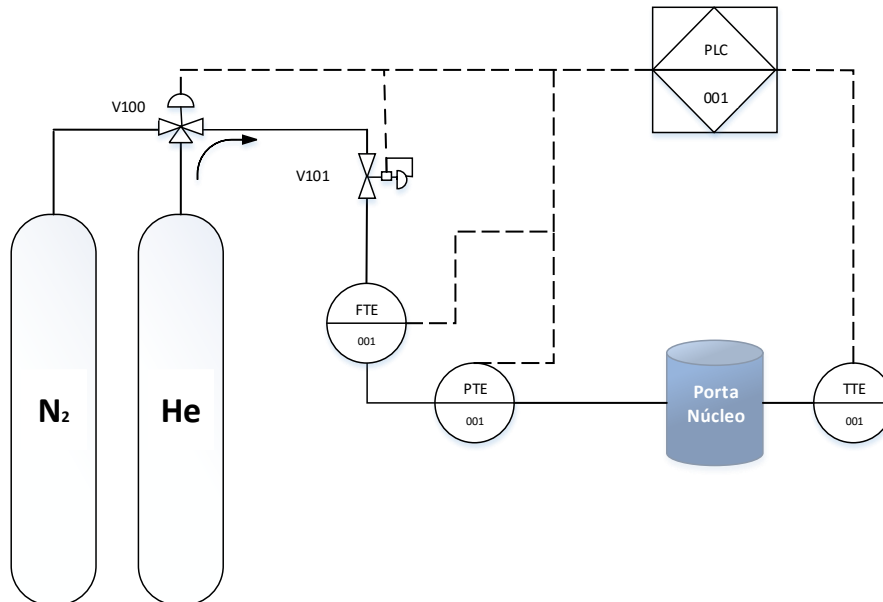 PLC
001
V100
V101
FTE
001
PTE
001
Porta
Núcleo
TTE
001
N₂
He